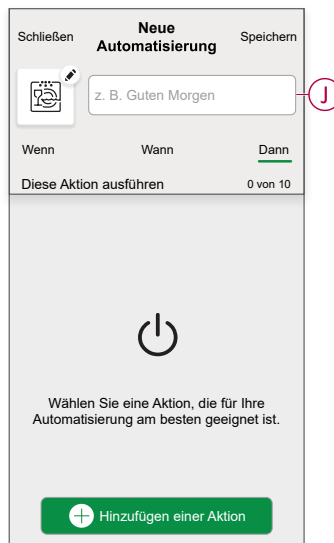 Schließen
Neue
Automatisierung
Speichern
z. B. Guten Morgen
J
Wenn
Wann
Dann
Diese Aktion ausführen
0 von 10
Wählen Sie eine Aktion, die für Ihre
Automatisierung am besten geeignet ist.
Hinzufügen einer Aktion